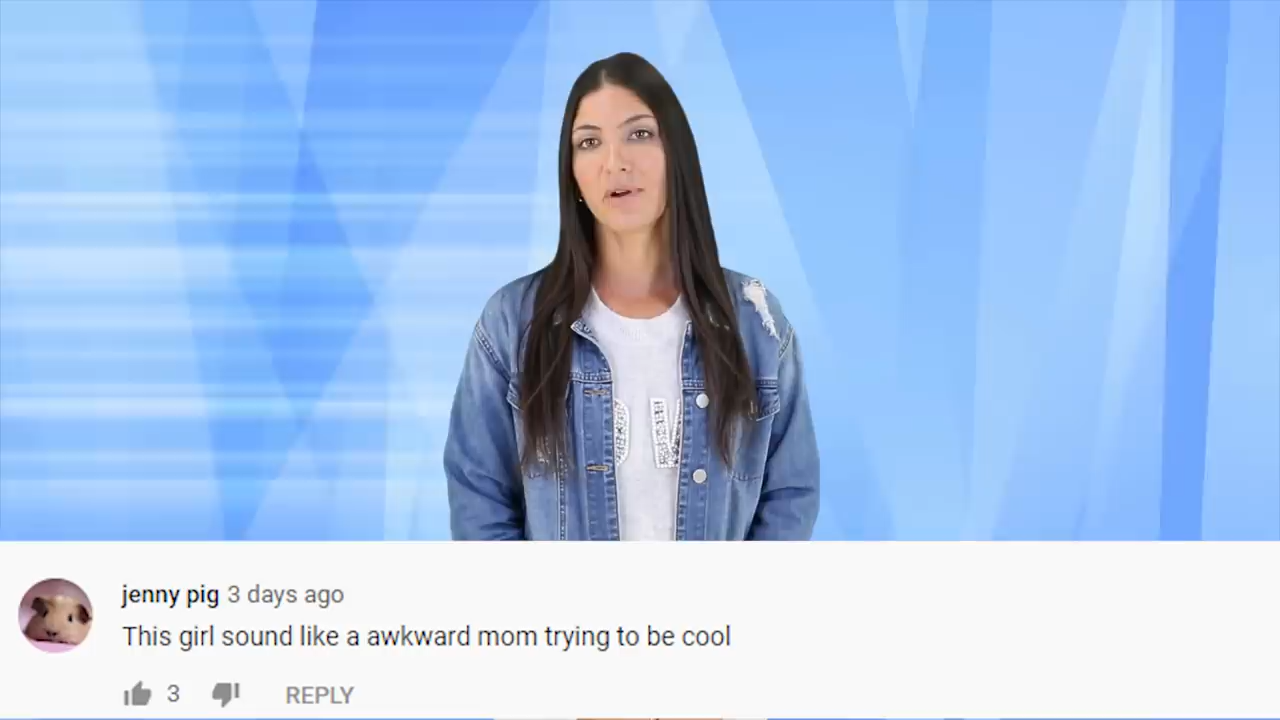 jenny pig 3 days ago
This girl sound like a awkward mom trying to be cool
3 REPLY